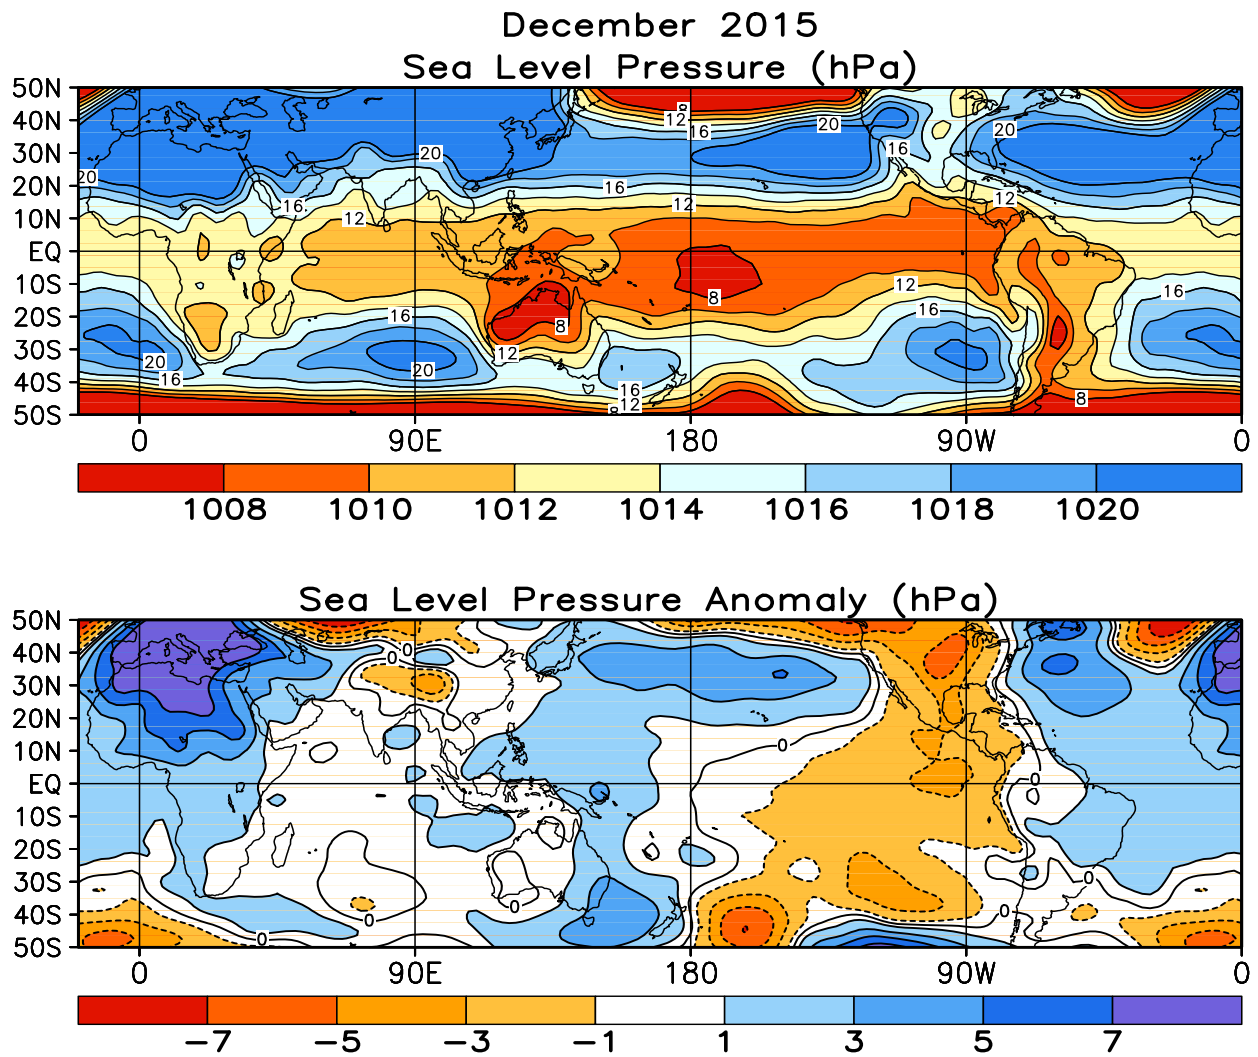 December 2015
Sea Level Pressure (hPa)
50N
40N
30N
20N
10N
EQ
10S
20S
30S
40S
50S
8
12
16
20
20
16
20
20
16
16
12
12
12
12
16
16
16
8
8
12
20
20
16
16
12
8
8
0 90E 180 90W 0
1008 1010 1012 1014 1016 1018 1020
Sea Level Pressure Anomaly (hPa)
50N
40N
30N
20N
10N
EQ
10S
20S
30S
40S
50S
0
0
0
0
0
0
0
0
0
0 90E 180 90W 0
−7 −5 −3 −1 1 3 5 7